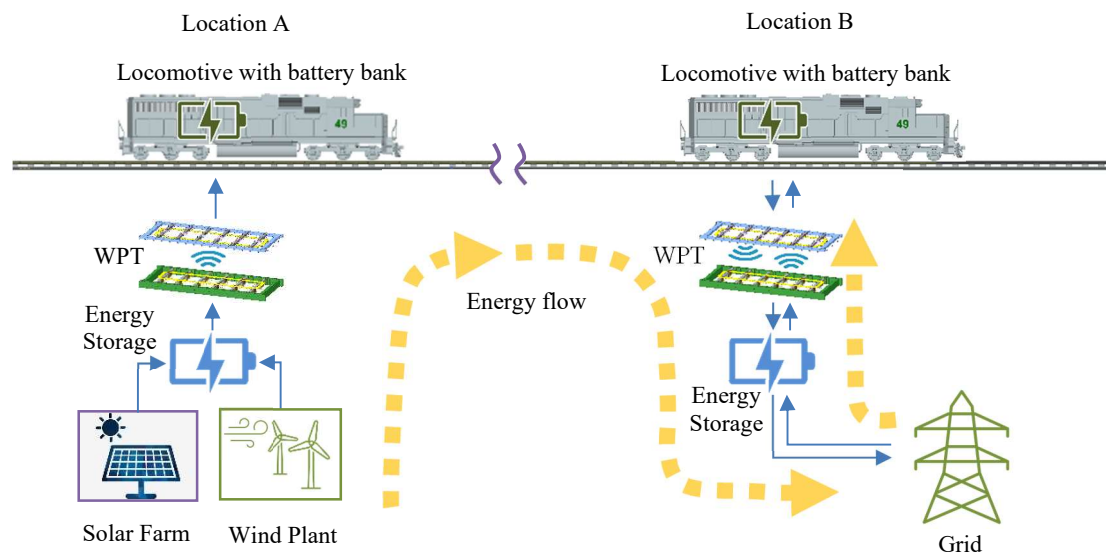 Location A
Location B
Locomotive with battery bank
Locomotive with battery bank
49
49
WPT
WPT
Energy flow
Energy
Storage
Energy
Storage
Solar Farm
Wind Plant
Grid